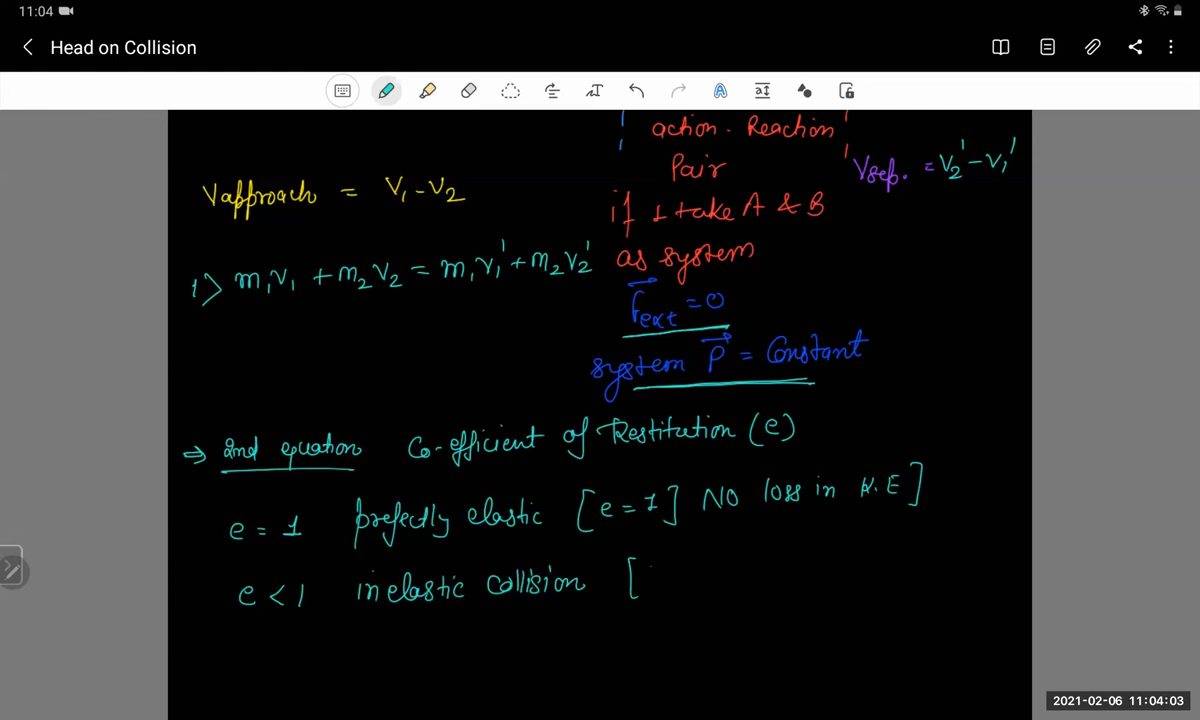 11:04
Head on Collision
action. Reaction
Pair
Vsep. = V2' - V1'
Vapproach = V1 - V2
if I take A & B
as system
1> m1V1 + m2V2 = m1V1' + m2V2'
Fext = 0
system P = Constant
⇒ 2nd equation Co-efficient of Restitution (e)
e = 1 prefectly elastic [e = 1] NO loss in K.E]
e < 1 inelastic collision [
2021-02-06 11:04:03